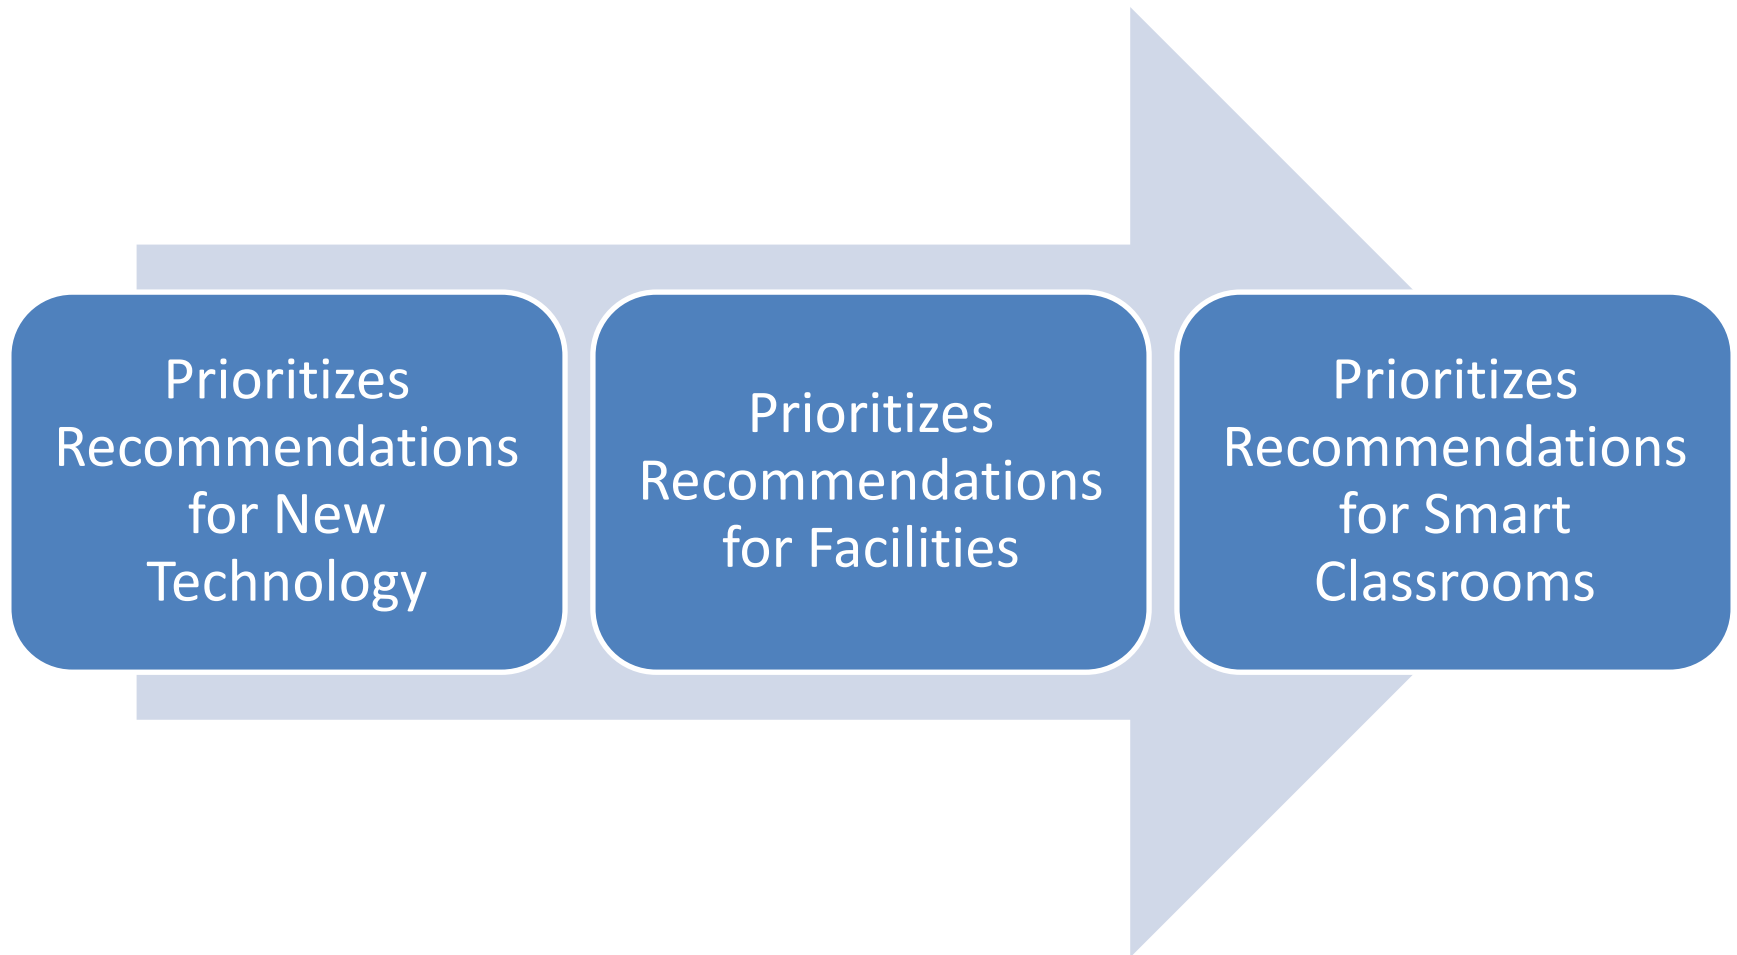 Prioritizes
Recommendations
for New
Technology
Prioritizes
Recommendations
for Facilities
Prioritizes
Recommendations
for Smart
Classrooms